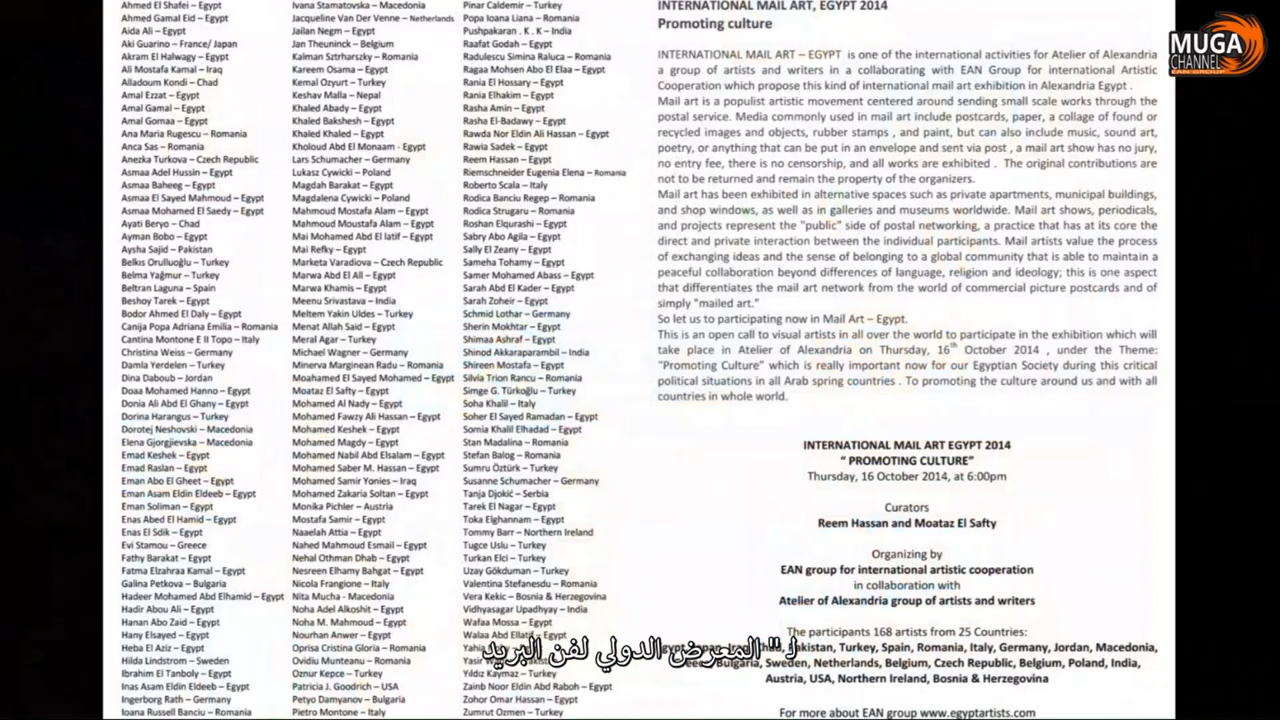 Ahmed El Shafei – Egypt
Ahmed Gamal Eid – Egypt
Aida Ali – Egypt
Aki Guarino – France/ Japan
Akram El Halwagy – Egypt
Ali Mostafa Kamal – Iraq
Alladoum Kondi – Chad
Amal Ezzat – Egypt
Amal Gamal – Egypt
Amal Gomaa – Egypt
Ana Maria Rugescu – Romania
Anca Sas – Romania
Anezka Turkova – Czech Republic
Asmaa Adel Hussin – Egypt
Asmaa Baheeg – Egypt
Asmaa El Sayed Mahmoud – Egypt
Asmaa Mohamed El Saedy – Egypt
Ayati Beryo – Chad
Ayman Bobo – Egypt
Aysha Sajid – Pakistan
Belkıs Orulluoğlu – Turkey
Belma Yağmur – Turkey
Beltran Laguna – Spain
Beshoy Tarek – Egypt
Bodor Ahmed El Daly – Egypt
Canija Popa Adriana Emilia – Romania
Cantina Montone E Il Topo – Italy
Christina Weiss – Germany
Damla Yerdelen – Turkey
Dina Daboub – Jordan
Doaa Mohamed Hanno – Egypt
Donia Ali Abd El Ghany – Egypt
Dorina Harangus – Turkey
Dorotej Neshovski – Macedonia
Elena Gjorgjievska – Macedonia
Emad Keshek – Egypt
Emad Raslan – Egypt
Eman Abo El Gheet – Egypt
Eman Asam Eldin Eldeeb – Egypt
Eman Soliman – Egypt
Enas Abed El Hamid – Egypt
Enas El Sdik – Egypt
Evi Stamou – Greece
Fathy Barakat – Egypt
Fatma Elzahraa Kamal – Egypt
Galina Petkova – Bulgaria
Hadeer Mohamed Abd Elhamid – Egypt
Hadir Abou Ali – Egypt
Hanan Abo Zaid – Egypt
Hany Elsayed – Egypt
Heba El Aziz – Egypt
Hilda Lindstrom – Sweden
Ibrahim El Tanboly – Egypt
Inas Asam Eldin Eldeeb – Egypt
Ingerborg Rath – Germany
Ioana Russell Banciu – Romania
Ivana Stamatovska – Macedonia
Jacqueline Van Der Venne – Netherlands
Jailan Negm – Egypt
Jan Theuninck – Belgium
Kalman Sztrharszky – Romania
Kareem Osama – Egypt
Kemal Ozyurt – Turkey
Keshav Malla – Nepal
Khaled Abady – Egypt
Khaled Bakshesh – Egypt
Khaled Khaled – Egypt
Kholoud Abd El Monaam - Egypt
Lars Schumacher – Germany
Lukasz Cywicki – Poland
Magdah Barakat – Egypt
Magdalena Cywicki – Poland
Mahmoud Mostafa Alam – Egypt
Mahmoud Moustafa Alam – Egypt
Mai Mohamed Abd El latif – Egypt
Mai Refky – Egypt
Marketa Varadiova – Czech Republic
Marwa Abd El Ali – Egypt
Marwa Khamis – Egypt
Meenu Srivastava – India
Meltem Yakin Uldes – Turkey
Menat Allah Said – Egypt
Meral Agar – Turkey
Michael Wagner – Germany
Minerva Marginean Radu – Romania
Moahamed El Sayed Mohamed – Egypt
Moataz El Safty – Egypt
Mohamed Al Nady – Egypt
Mohamed Fawzy Ali Hassan – Egypt
Mohamed Keshek – Egypt
Mohamed Magdy – Egypt
Mohamed Nabil Abd Elsalam – Egypt
Mohamed Saber M. Hassan – Egypt
Mohamed Samir Yonies – Iraq
Mohamed Zakaria Soltan – Egypt
Monika Pichler – Austria
Mostafa Samir – Egypt
Naaelah Attia – Egypt
Nahed Mahmoud Esmail – Egypt
Nehal Othman Dhab – Egypt
Nesreen Elhamy Bahgat – Egypt
Nicola Frangione – Italy
Nita Mucha - Macedonia
Noha Adel Alkoshit – Egypt
Noha M. Mahmoud – Egypt
Nourhan Anwer – Egypt
Oprisa Cristina Gloria – Romania
Ovidiu Munteanu – Romania
Oznur Kepce – Turkey
Patricia J. Goodrich – USA
Petyo Damyanov – Bulgaria
Pietro Montone – Italy
Pinar Caldemir – Turkey
Popa Ioana Liana – Romania
Pushpakaran . K . K – India
Raafat Godah – Egypt
Radulescu Simina Raluca – Romania
Ragaa Mohsen Abo El Elaa – Egypt
Rania El Hossary – Egypt
Rania Elhakim – Egypt
Rasha Amin – Egypt
Rasha El-Badawy – Egypt
Rawda Nor Eldin Ali Hassan – Egypt
Rawia Sadek – Egypt
Reem Hassan – Egypt
Riemschneider Eugenia Elena – Romania
Roberto Scala – Italy
Rodica Banciu Regep – Romania
Rodica Strugaru – Romania
Roshan Elqurashi – Egypt
Sabry Abo Agila – Egypt
Sally El Zeany – Egypt
Sameha Tohamy – Egypt
Samer Mohamed Abass – Egypt
Sarah Abd El Kader – Egypt
Sarah Zoheir – Egypt
Schmid Lothar – Germany
Sherin Mokhtar – Egypt
Shimaa Ashraf – Egypt
Shinod Akkaraparambil – India
Shireen Mostafa – Egypt
Silvia Trion Rancu – Romania
Simge G. Türkoğlu – Turkey
Soha Khalil – Italy
Soher El Sayed Ramadan – Egypt
Somia Khalil Elhadad – Egypt
Stan Madalina – Romania
Stefan Balog – Romania
Sumru Öztürk – Turkey
Susanne Schumacher – Germany
Tanja Djokić – Serbia
Tarek El Nagar – Egypt
Toka Elghannam – Egypt
Tommy Barr – Northern Ireland
Tugce Uslu – Turkey
Turkan Elci – Turkey
Uzay Gökduman – Turkey
Valentina Stefanesdu – Romania
Vera Kekic – Bosnia & Herzegovina
Vidhyasagar Upadhyay – India
Wafaa Mossa – Egypt
Walaa Abd Ellatif – Egypt
Yahia
Yasir
Yıldız Kaymaz – Turkey
Zainb Noor Eldin Abd Raboh – Egypt
Zohor Omar Hassan – Egypt
Zumrut Ozmen – Turkey
INTERNATIONAL MAIL ART, EGYPT 2014
Promoting culture
INTERNATIONAL MAIL ART – EGYPT is one of the international activities for Atelier of Alexandria
a group of artists and writers in a collaborating with EAN Group for international Artistic
Cooperation which propose this kind of international mail art exhibition in Alexandria Egypt .
Mail art is a populist artistic movement centered around sending small scale works through the
postal service. Media commonly used in mail art include postcards, paper, a collage of found or
recycled images and objects, rubber stamps , and paint, but can also include music, sound art,
poetry, or anything that can be put in an envelope and sent via post , a mail art show has no jury,
no entry fee, there is no censorship, and all works are exhibited . The original contributions are
not to be returned and remain the property of the organizers.
Mail art has been exhibited in alternative spaces such as private apartments, municipal buildings,
and shop windows, as well as in galleries and museums worldwide. Mail art shows, periodicals,
and projects represent the "public" side of postal networking, a practice that has at its core the
direct and private interaction between the individual participants. Mail artists value the process
of exchanging ideas and the sense of belonging to a global community that is able to maintain a
peaceful collaboration beyond differences of language, religion and ideology; this is one aspect
that differentiates the mail art network from the world of commercial picture postcards and of
simply "mailed art."
So let us to participating now in Mail Art – Egypt.
This is an open call to visual artists in all over the world to participate in the exhibition which will
take place in Atelier of Alexandria on Thursday, 16th October 2014 , under the Theme:
"Promoting Culture" which is really important now for our Egyptian Society during this critical
political situations in all Arab spring countries . To promoting the culture around us and with all
countries in whole world.
INTERNATIONAL MAIL ART EGYPT 2014
" PROMOTING CULTURE"
Thursday, 16 October 2014, at 6:00pm
Curators
Reem Hassan and Moataz El Safty
Organizing by
EAN group for international artistic cooperation
in collaboration with
Atelier of Alexandria group of artists and writers
The participants 168 artists from 25 Countries:
Pakistan, Turkey, Spain, Romania, Italy, Germany, Jordan, Macedonia,
Bulgaria, Sweden, Netherlands, Belgium, Czech Republic, Belgium, Poland, India,
Austria, USA, Northern Ireland, Bosnia & Herzegovina
For more about EAN group www.egyptartists.com
لـ " المعرض الدولي لفن البريد
MUGA
CHANNEL
EAN GROUP